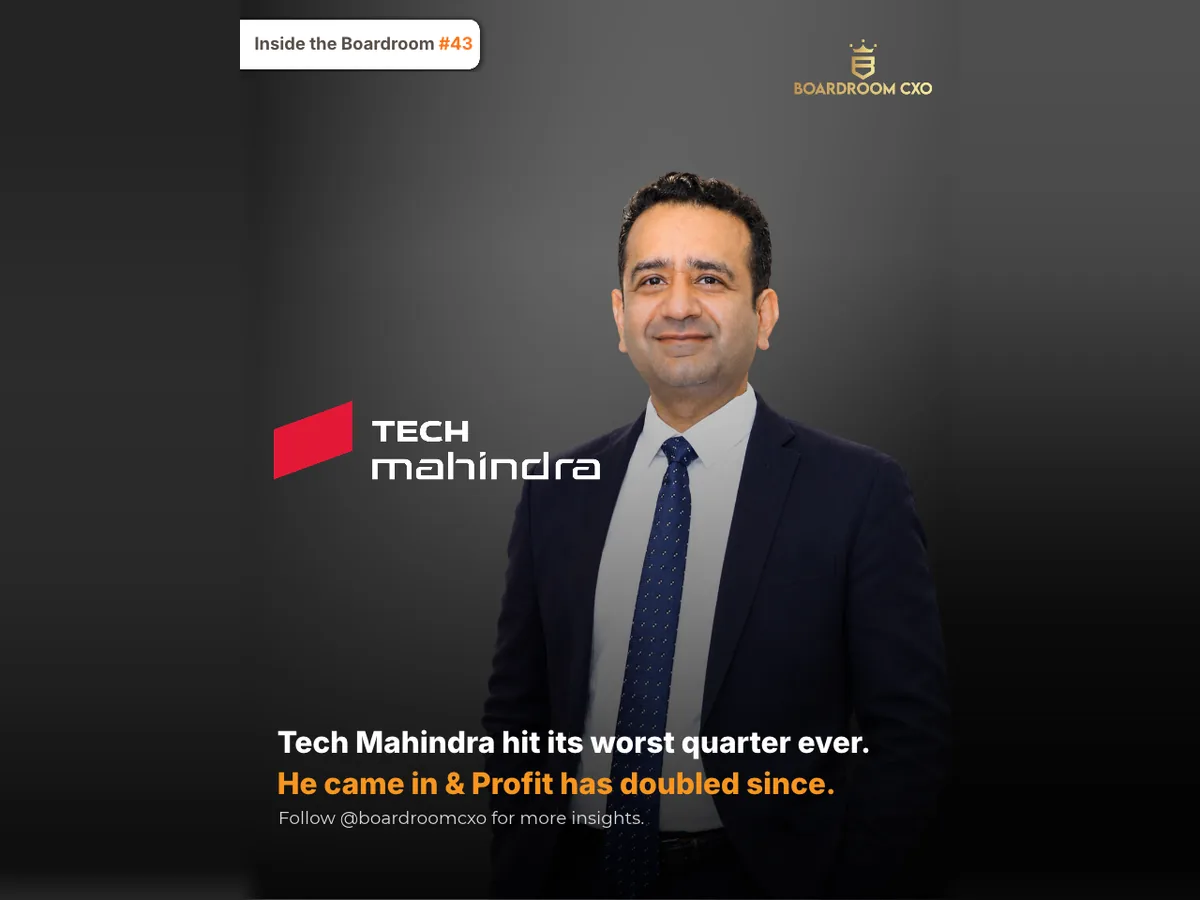 Inside the Boardroom #43
BOARDROOM CXO
TECH
mahindra
Tech Mahindra hit its worst quarter ever.
He came in & Profit has doubled since.
Follow @boardroomcxo for more insights.